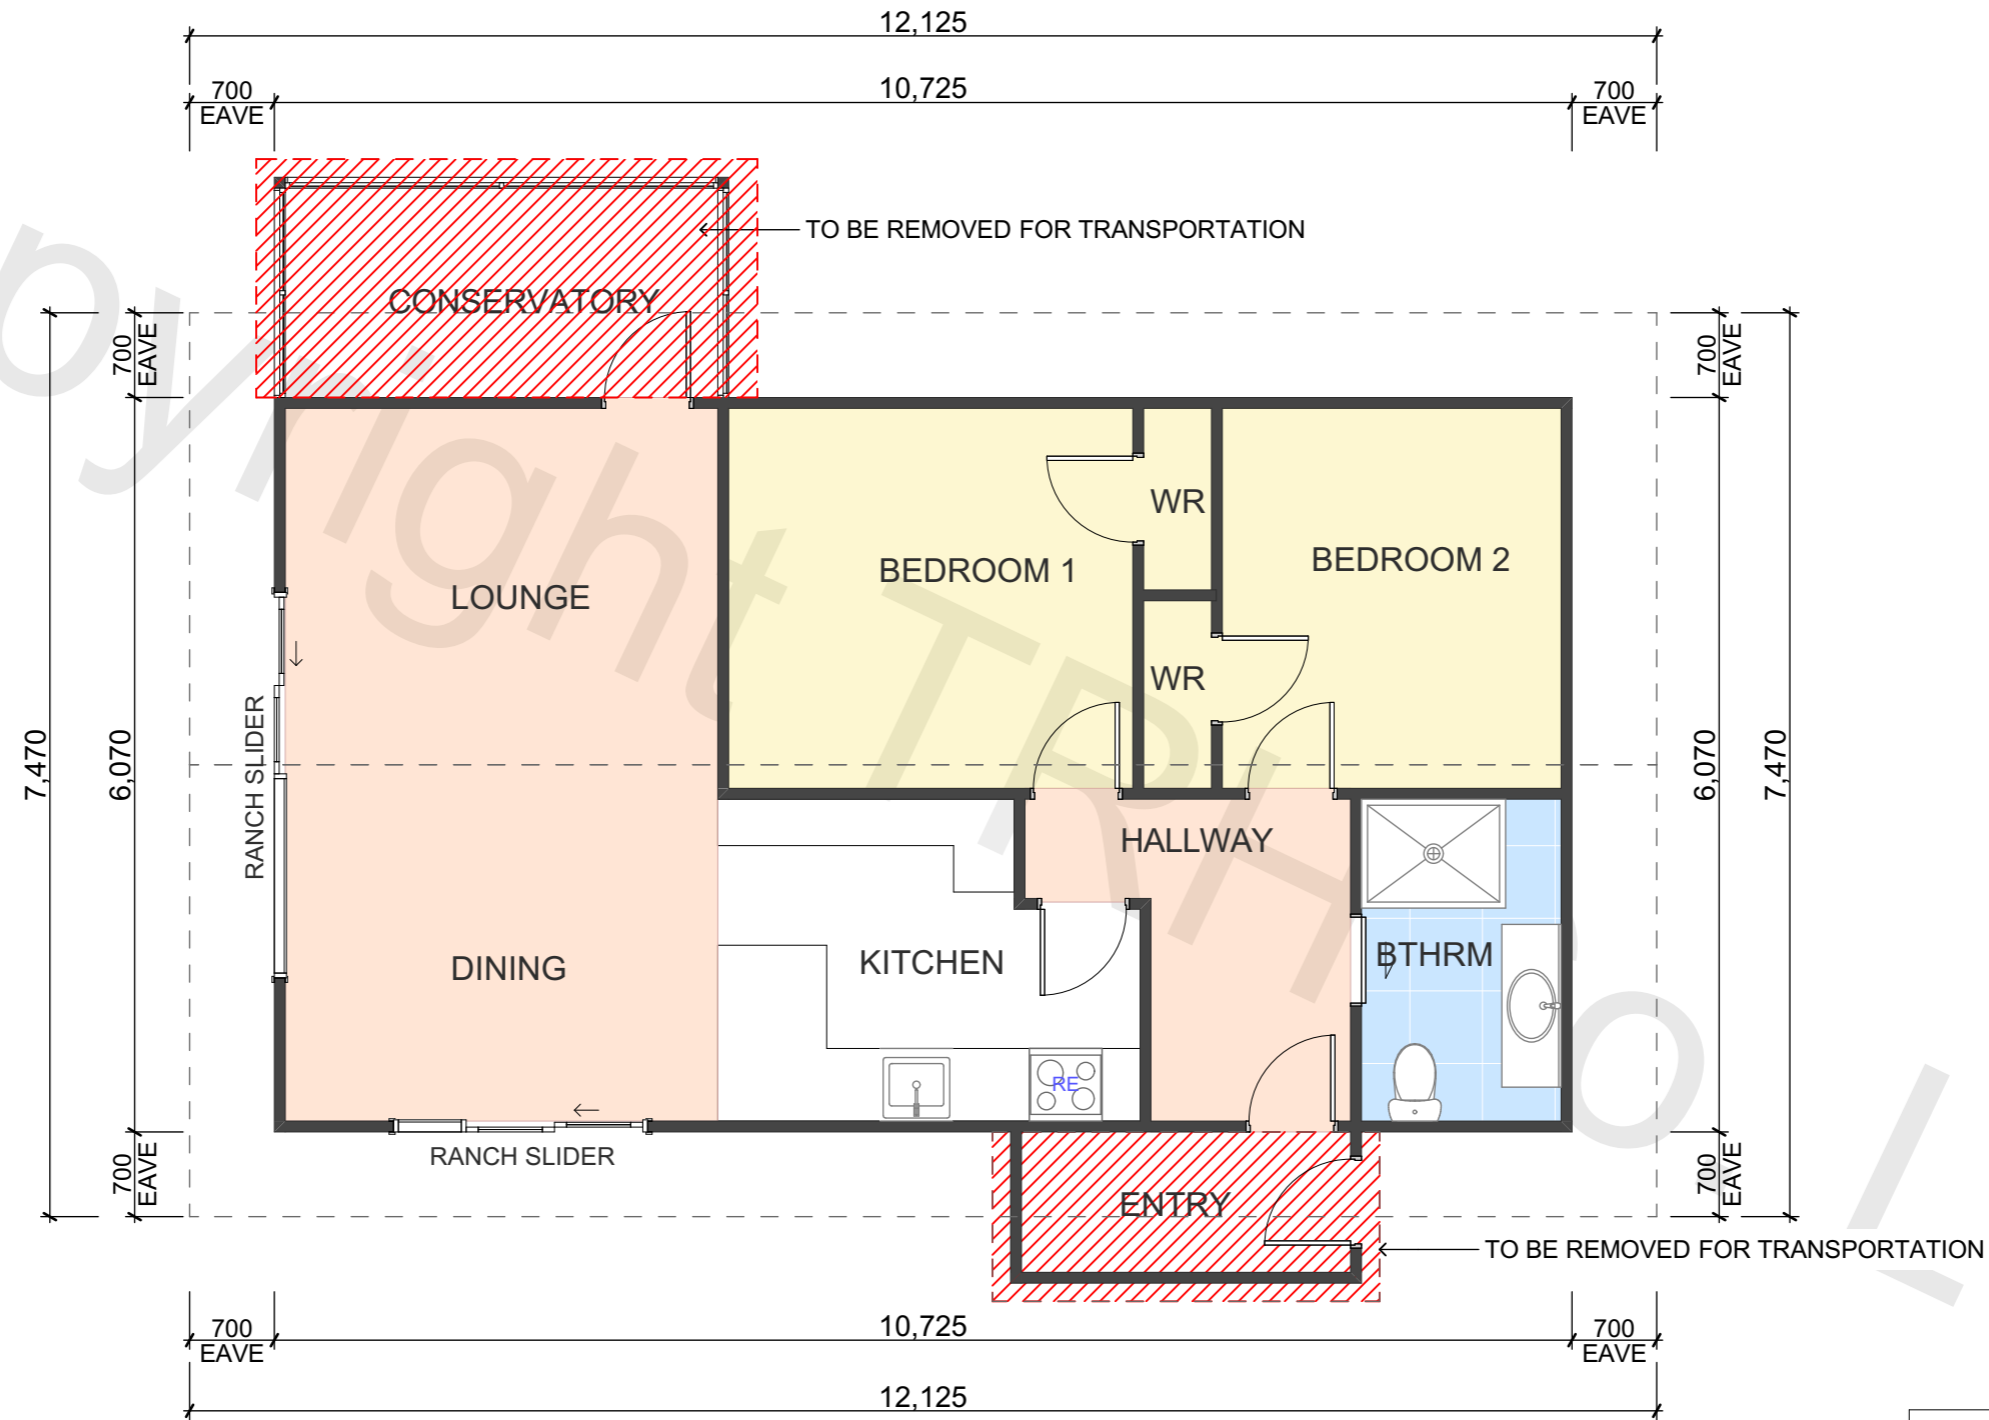 12,125
700
EAVE
10,725
700
EAVE
TO BE REMOVED FOR TRANSPORTATION
CONSERVATORY
700
EAVE
700
EAVE
WR
BEDROOM 2
BEDROOM 1
LOUNGE
WR
RANCH SLIDER
7,470
6,070
6,070
7,470
HALLWAY
BTHRM
KITCHEN
DINING
RE
RANCH SLIDER
700
EAVE
700
EAVE
ENTRY
TO BE REMOVED FOR TRANSPORTATION
700
EAVE
10,725
700
EAVE
12,125
pyright TRH